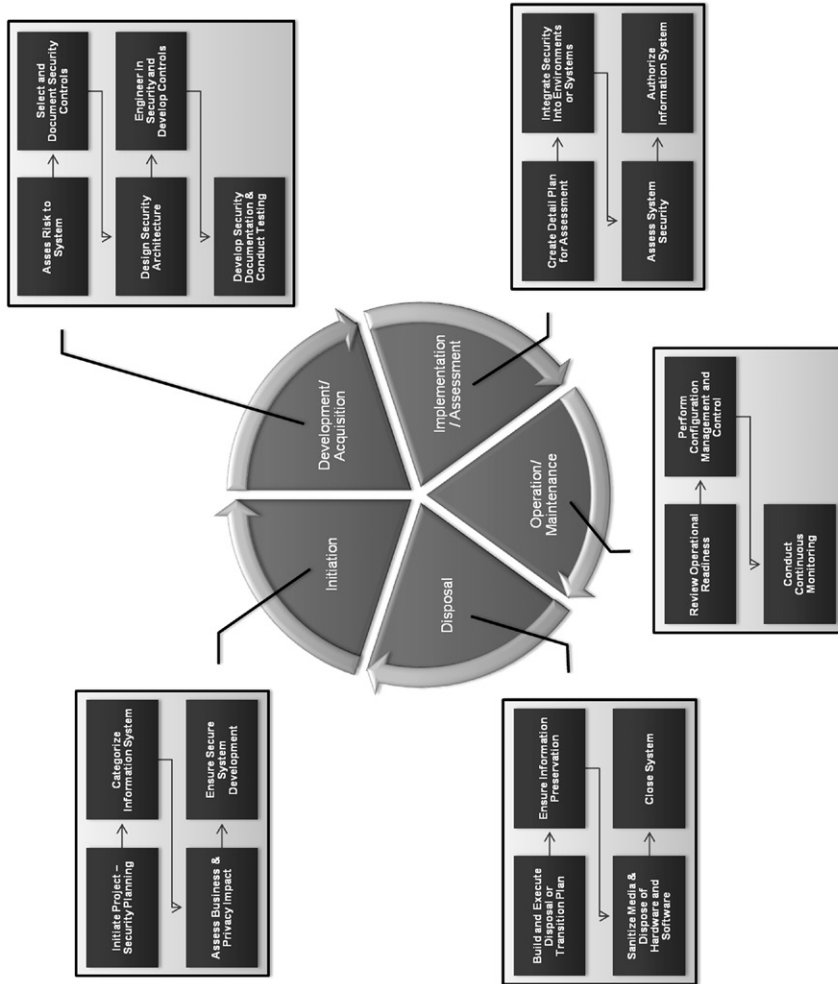 Initiate Project –
Security Planning
Categorize
Information System
Assess Business &
Privacy Impact
Ensure Secure
System
Development
Asses Risk to
System
Select and
Document Security
Controls
Design Security
Architecture
Engineer in
Security and
Develop Controls
Develop Security
Documentation &
Conduct Testing
Initiation
Development/
Acquisition
Disposal
Operation/
Maintenance
Implementation
/ Assessment
Build and Execute
Disposal or
Transition Plan
Ensure Information
Preservation
Sanitize Media &
Dispose of
Hardware and
Software
Close System
Review Operational
Readiness
Perform
Configuration
Management and
Control
Conduct
Continuous
Monitoring
Create Detail Plan
for Assessment
Integrate Security
Into Environments
or Systems
Assess System
Security
Authorize
Information System